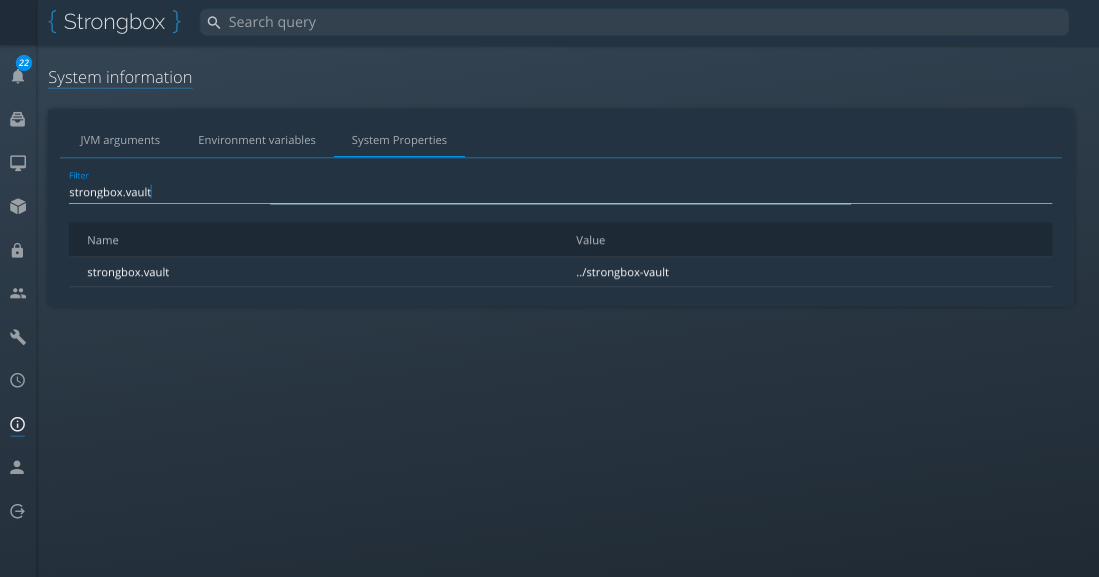 { Strongbox }
Search query
22
System information
JVM arguments Environment variables System Properties
Filter
strongbox.vault
Name Value
strongbox.vault ../strongbox-vault